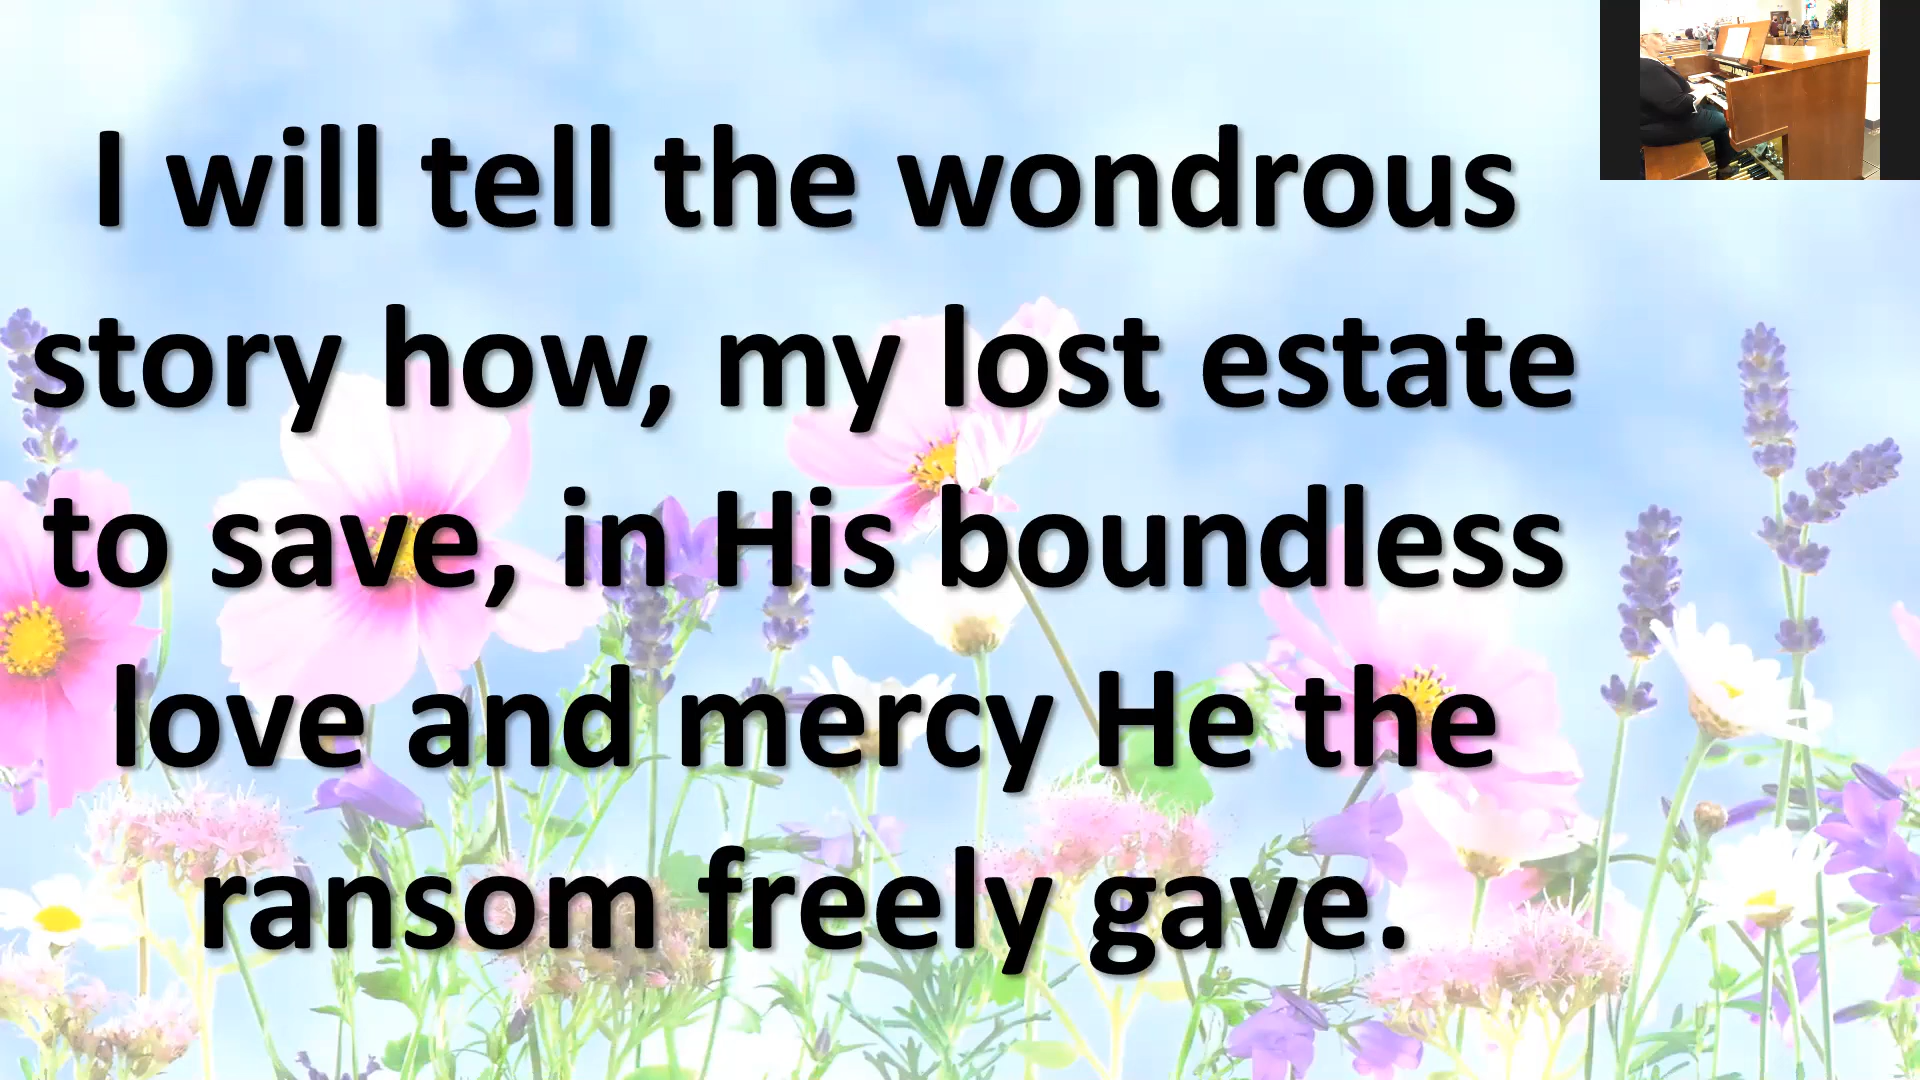 I will tell the wondrous
story how, my lost estate
to save, in His boundless
love and mercy He the
ransom freely gave.